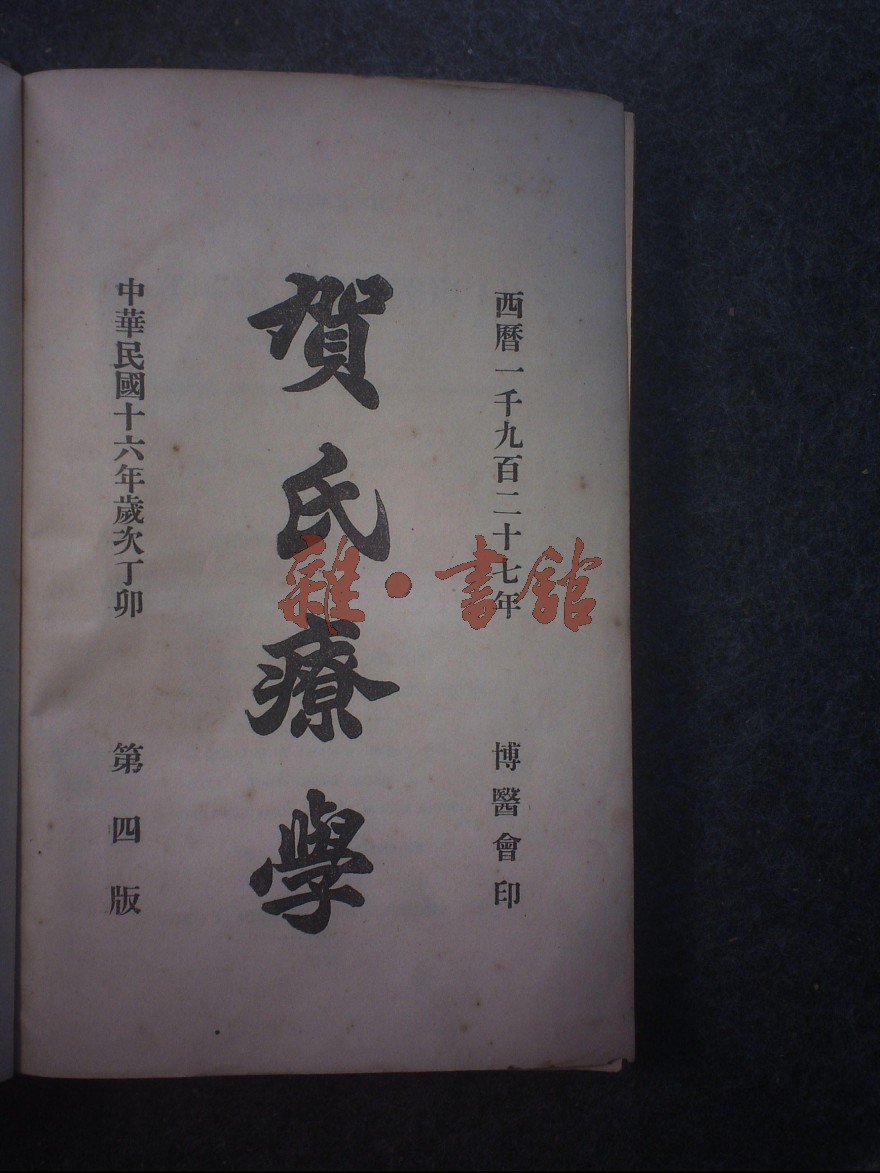 西曆一千九百二十七年
博醫會印
賀氏療學
中華民國十六年歲次丁卯
第四版
雜·書館